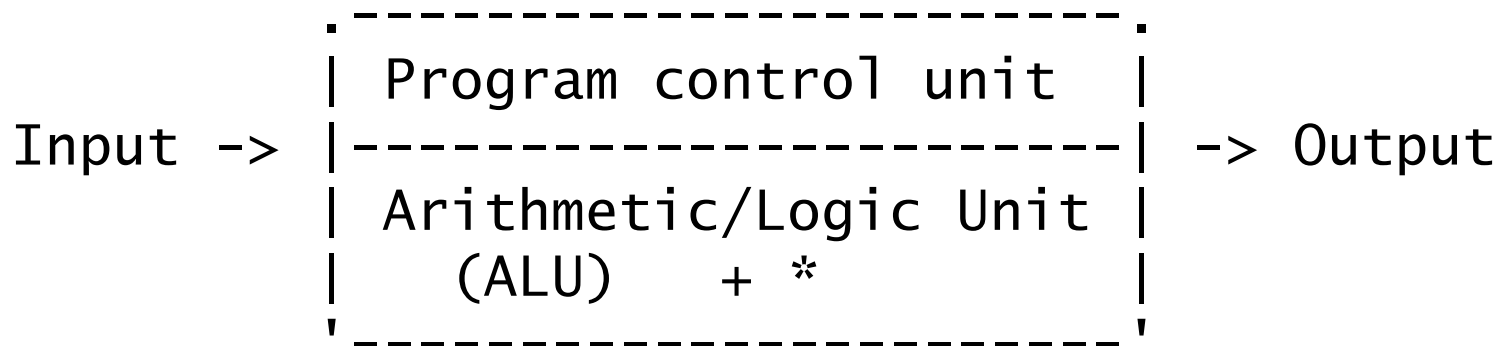 .-----------------------.
| Program control unit  |
Input -> |-----------------------| -> Output
| Arithmetic/Logic Unit |
|   (ALU)   + *         |
'-----------------------'